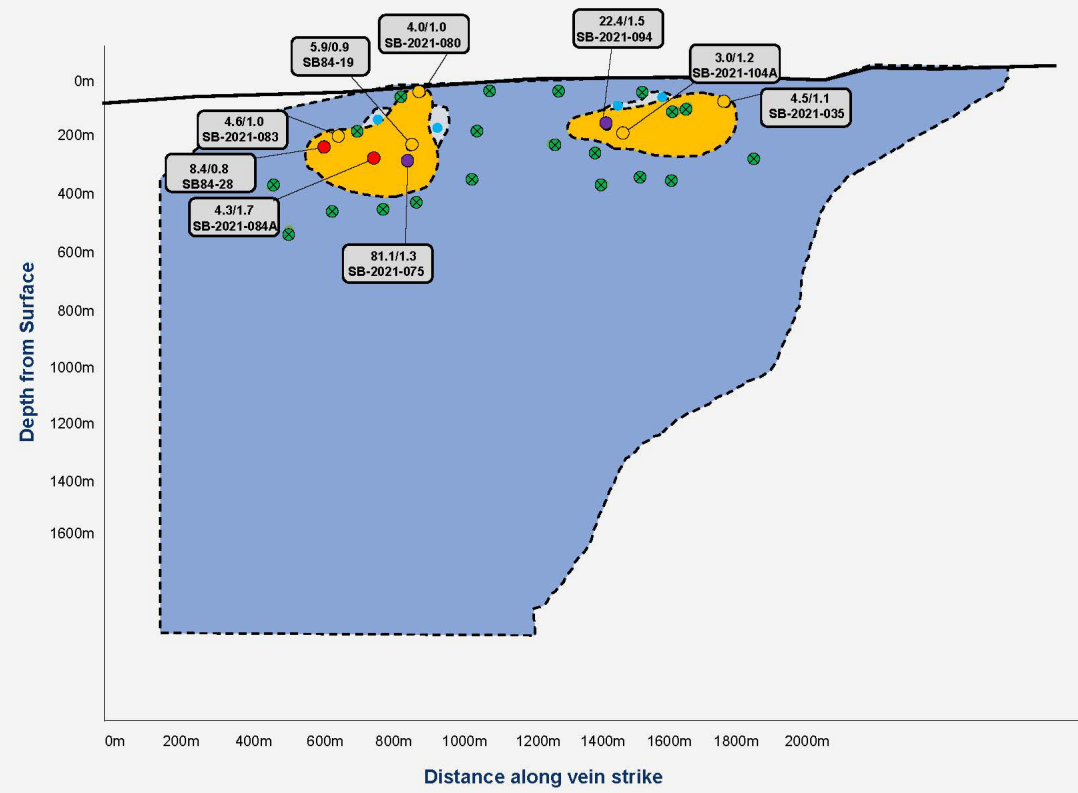 4.0/1.0
SB-2021-080
5.9/0.9
SB84-19
22.4/1.5
SB-2021-094
3.0/1.2
SB-2021-104A
4.5/1.1
SB-2021-035
4.6/1.0
SB-2021-083
8.4/0.8
SB84-28
4.3/1.7
SB-2021-084A
81.1/1.3
SB-2021-075
Depth from Surface
0m
200m
400m
600m
800m
1000m
1200m
1400m
1600m
0m
200m
400m
600m
800m
1000m
1200m
1400m
1600m
1800m
2000m
Distance along vein strike